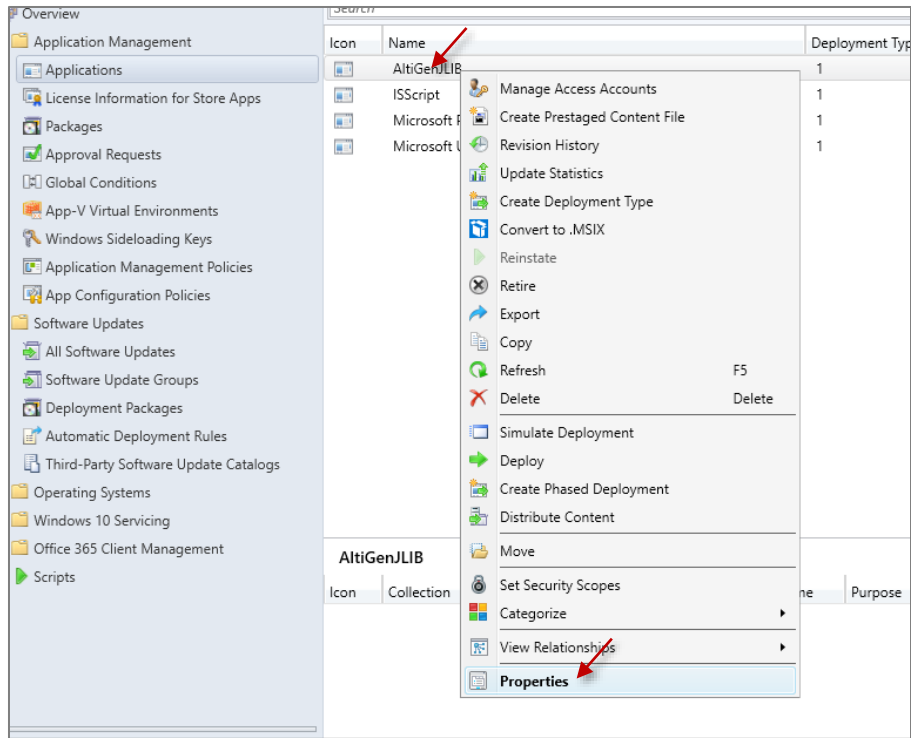 Overview
Application Management
Applications
License Information for Store Apps
Packages
Approval Requests
Global Conditions
App-V Virtual Environments
Windows Sideloading Keys
Application Management Policies
App Configuration Policies
Software Updates
All Software Updates
Software Update Groups
Deployment Packages
Automatic Deployment Rules
Third-Party Software Update Catalogs
Operating Systems
Windows 10 Servicing
Office 365 Client Management
Scripts
Search
Icon Name Deployment Typ
AltiGenJLIB 1
ISScript 1
Microsoft 1
Microsoft 1
Manage Access Accounts
Create Prestaged Content File
Revision History
Update Statistics
Create Deployment Type
Convert to .MSIX
Reinstate
Retire
Export
Copy
Refresh F5
Delete Delete
Simulate Deployment
Deploy
Create Phased Deployment
Distribute Content
Move
Set Security Scopes
Categorize
View Relationships
Properties
AltiGenJLIB
Icon Collection me Purpose